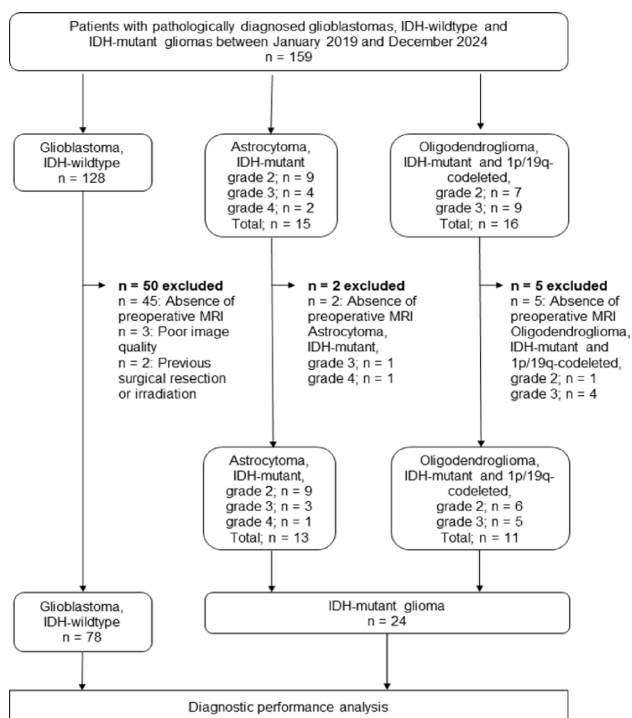 Patients with pathologically diagnosed glioblastomas, IDH-wildtype and
IDH-mutant gliomas between January 2019 and December 2024
n = 159
Glioblastoma,
IDH-wildtype
n = 128
Astrocytoma,
IDH-mutant
grade 2; n = 9
grade 3; n = 4
grade 4; n = 2
Total; n = 15
Oligodendroglioma,
IDH-mutant and 1p/19q-
codeleted,
grade 2; n = 7
grade 3; n = 9
Total; n = 16
n = 50 excluded
n = 45: Absence of
preoperative MRI
n = 3: Poor image
quality
n = 2: Previous
surgical resection
or irradiation
n = 2 excluded
n = 2: Absence of
preoperative MRI
Astrocytoma,
IDH-mutant,
grade 3; n = 1
grade 4; n = 1
n = 5 excluded
n = 5: Absence of
preoperative MRI
Oligodendroglioma,
IDH-mutant and
1p/19q-codeleted,
grade 2; n = 1
grade 3; n = 4
Astrocytoma,
IDH-mutant,
grade 2; n = 9
grade 3; n = 3
grade 4; n = 1
Total; n = 13
Oligodendroglioma,
IDH-mutant and 1p/19q-
codeleted,
grade 2; n = 6
grade 3; n = 5
Total; n = 11
Glioblastoma,
IDH-wildtype
n = 78
IDH-mutant glioma
n = 24
Diagnostic performance analysis